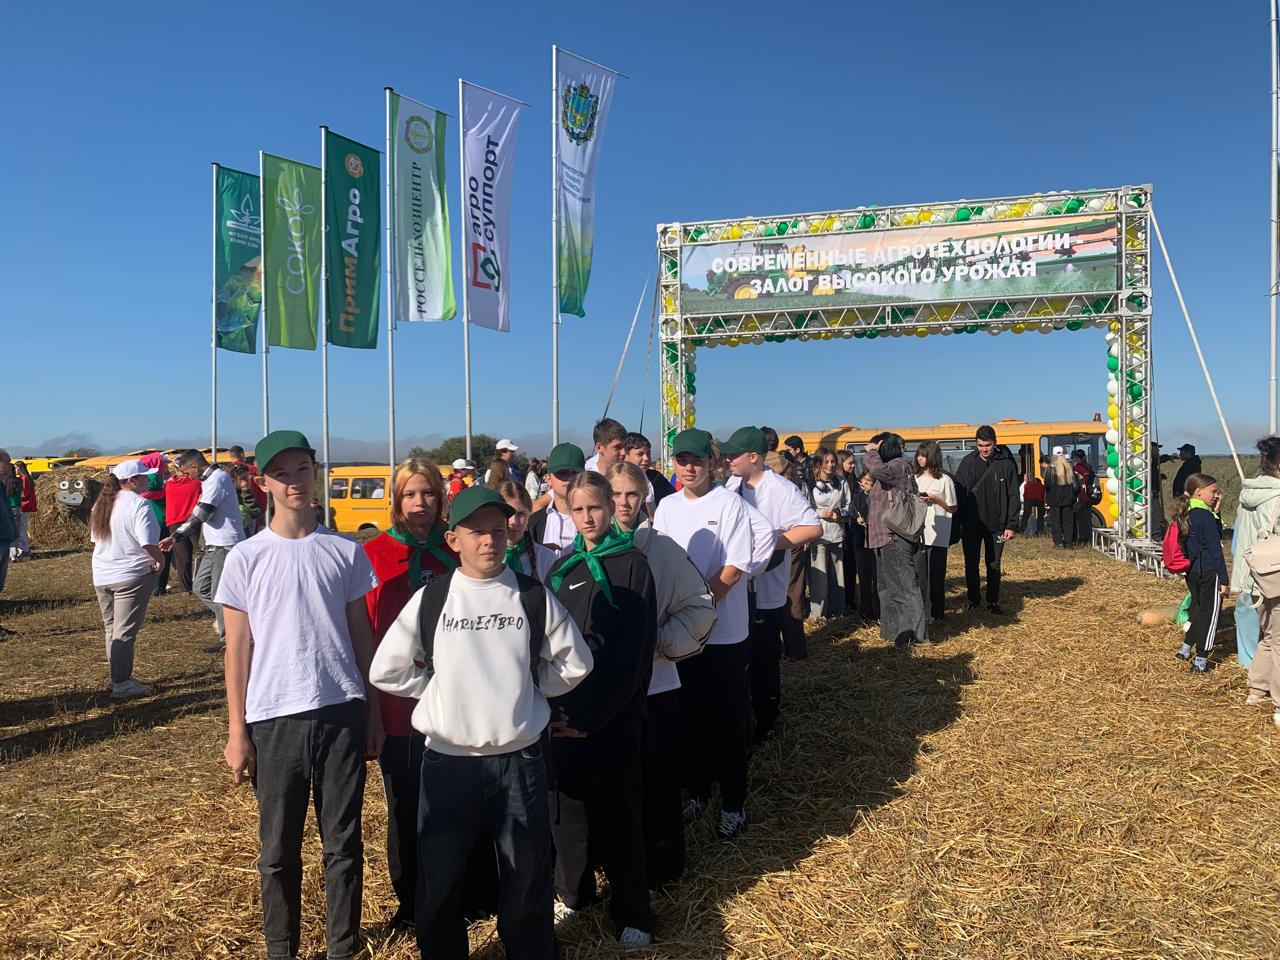 СОКО
ПримАгро
РОССЕЛЬХОЗЦЕНТР
агро
суппорт
СОВРЕМЕННЫЕ АГРОТЕХНОЛОГИИ -
ЗАЛОГ ВЫСОКОГО УРОЖАЯ
HARVESTBRO